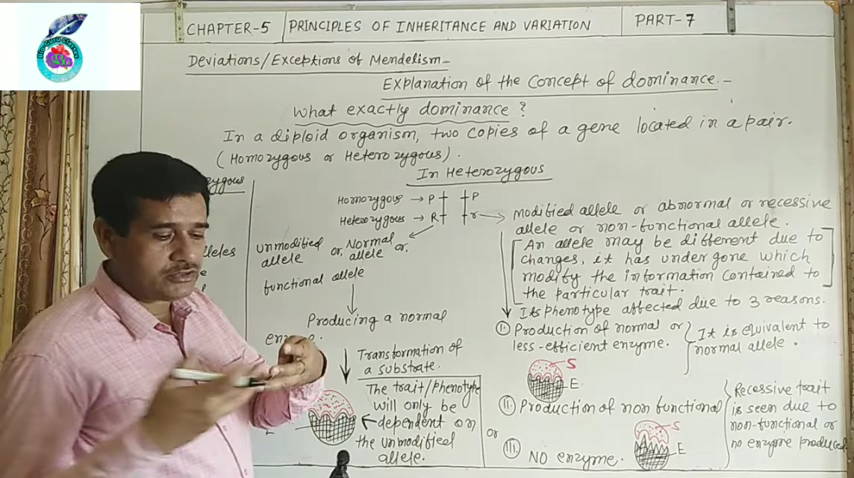 CHAPTER-5 PRINCIPLES OF INHERITANCE AND VARIATION PART-7
Deviations/Exceptions of Mendelism-
Explanation of the Concept of dominance.-
What exactly dominance ?
In a diploid organism, two copies of a gene located in a pair.
(Homozygous or Heterozygous).
zygous
lleles
In Heterozygous
Homozygous → P P
Heterozygous → R r
unmodified allele or, Normal allele or,
functional allele
Producing a normal
enz
Transformation of
a substrate.
The trait/phenotype
will only be
dependent on
the unmodified
allele.
Modified allele or abnormal or recessive
allele or non-functional allele.
An allele may be different due to
changes, it has undergone which
modify the information contained to
the particular trait.
Its phenotype affected due to 3 reasons.
I. Production of normal or
less-efficient enzyme.
It is equivalent to
normal allele.
S
E
II. Production of non functional
or
III. NO enzyme.
S
E
Recessive trait
is seen due to
non-functional or
no enzyme produced.